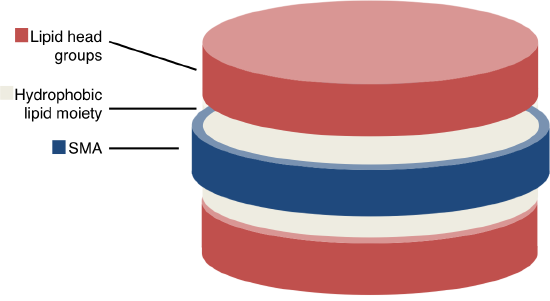 Lipid head
groups
Hydrophobic
lipid moiety
SMA